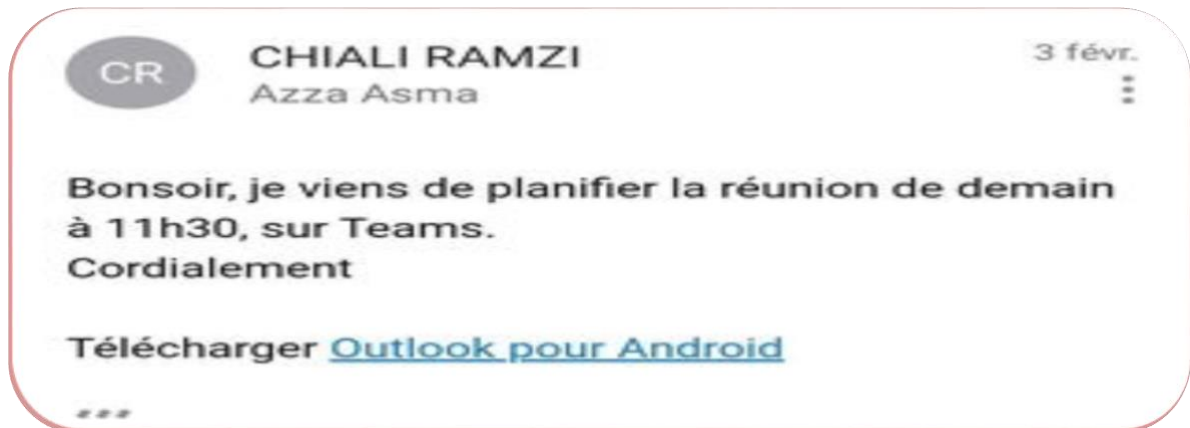 CR
CHIALI RAMZI
3 févr.
Azza Asma
Bonsoir, je viens de planifier la réunion de demain
à 11h30, sur Teams.
Cordialement
Télécharger Outlook pour Android